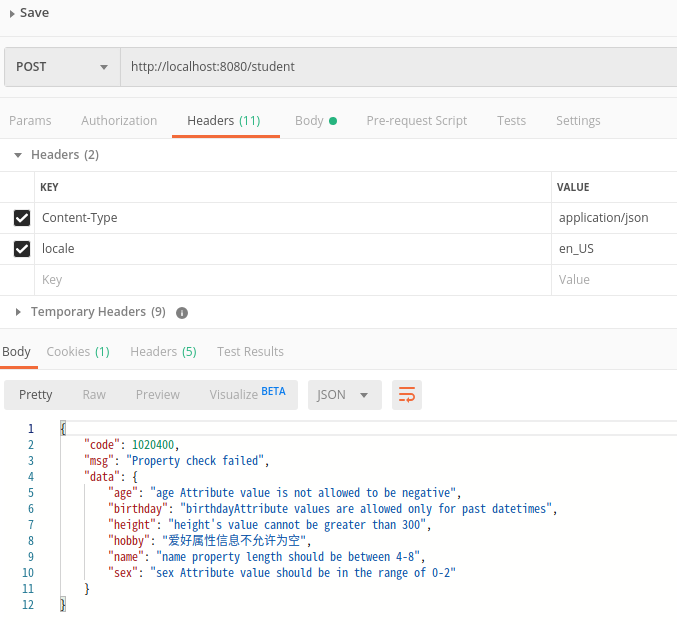 Save
POST http://localhost:8080/student
Params Authorization Headers (11) Body Pre-request Script Tests Settings
Headers (2)
KEY VALUE
Content-Type application/json
locale en_US
Key Value
Temporary Headers (9) i
Body Cookies (1) Headers (5) Test Results
Pretty Raw Preview Visualize BETA JSON
1 {
2 "code": 1020400,
3 "msg": "Property check failed",
4 "data": {
5 "age": "age Attribute value is not allowed to be negative",
6 "birthday": "birthdayAttribute values are allowed only for past datetimes",
7 "height": "height's value cannot be greater than 300",
8 "hobby": "爱好属性信息不允许为空",
9 "name": "name property length should be between 4-8",
10 "sex": "sex Attribute value should be in the range of 0-2"
11 }
12 }